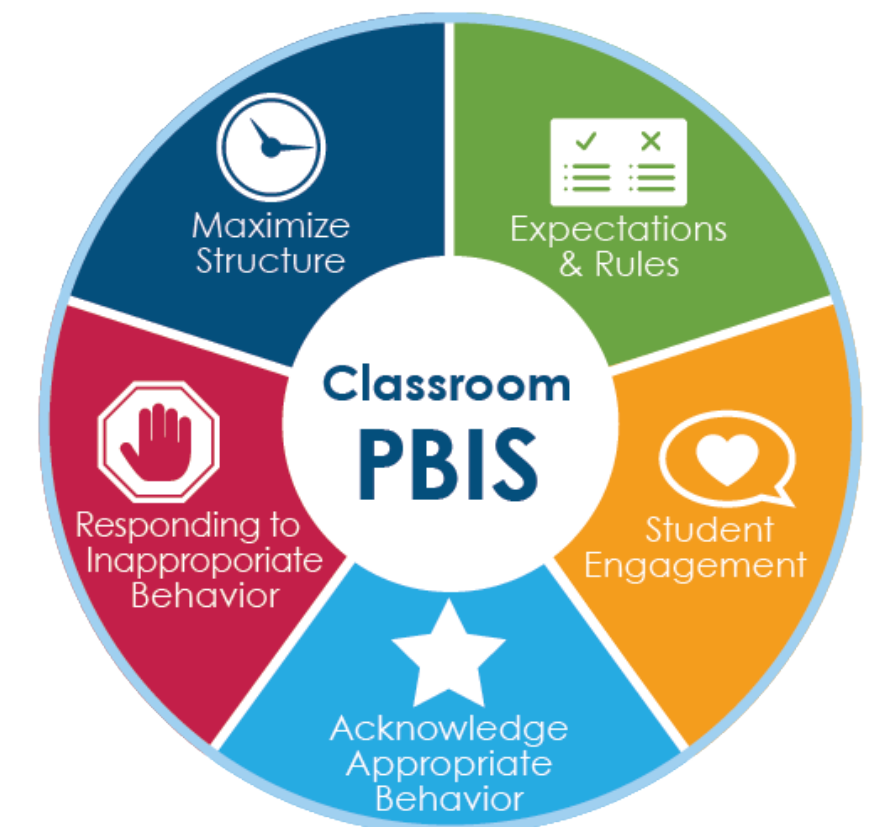 Maximize
Structure
Expectations
& Rules
Classroom
PBIS
Responding to
Inapproporiate
Behavior
Student
Engagement
Acknowledge
Appropriate
Behavior